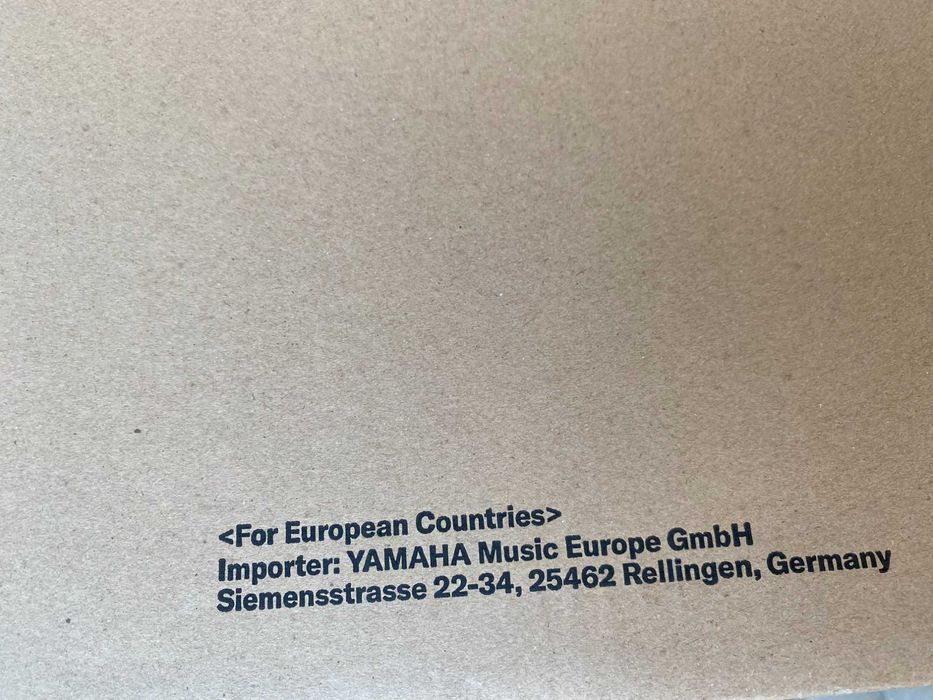 <For European Countries>
Importer: YAMAHA Music Europe GmbH
Siemensstrasse 22-34, 25462 Rellingen, Germany